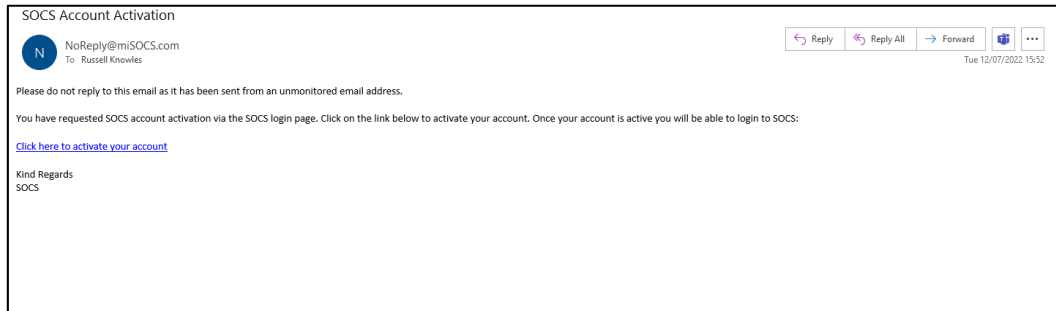 SOCS Account Activation
N
NoReply@miSOCS.com
To Russell Knowles
Reply
Reply All
Forward
Tue 12/07/2022 15:52
Please do not reply to this email as it has been sent from an unmonitored email address.
You have requested SOCS account activation via the SOCS login page. Click on the link below to activate your account. Once your account is active you will be able to login to SOCS:
Click here to activate your account
Kind Regards
SOCS